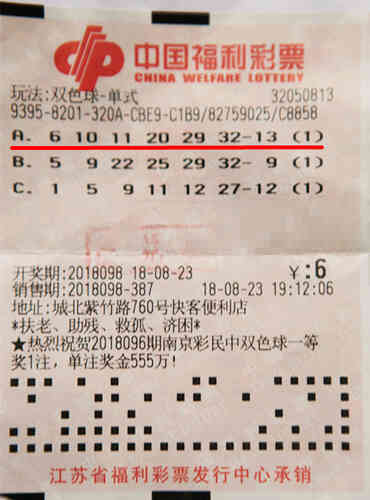 中国福利彩票
CHINA WELFARE LOTTERY
玩法:双色球-单式 32050813
9395-8201-320A-CBE9-C1B9/82759025/C8858
A. 6 10 11 20 29 32-13 (1)
B. 5 9 22 25 29 32- 9 (1)
C. 1 5 9 11 12 27-12 (1)
开奖期:2018098 18-08-23 ¥:6
销售期:2018098-387 18-08-23 19:12:06
地址:城北紫竹路760号快客便利店
*扶老、助残、救孤、济困*
★热烈祝贺2018096期南京彩民中双色球一等
奖1注,单注奖金555万!
江苏省福利彩票发行中心承销